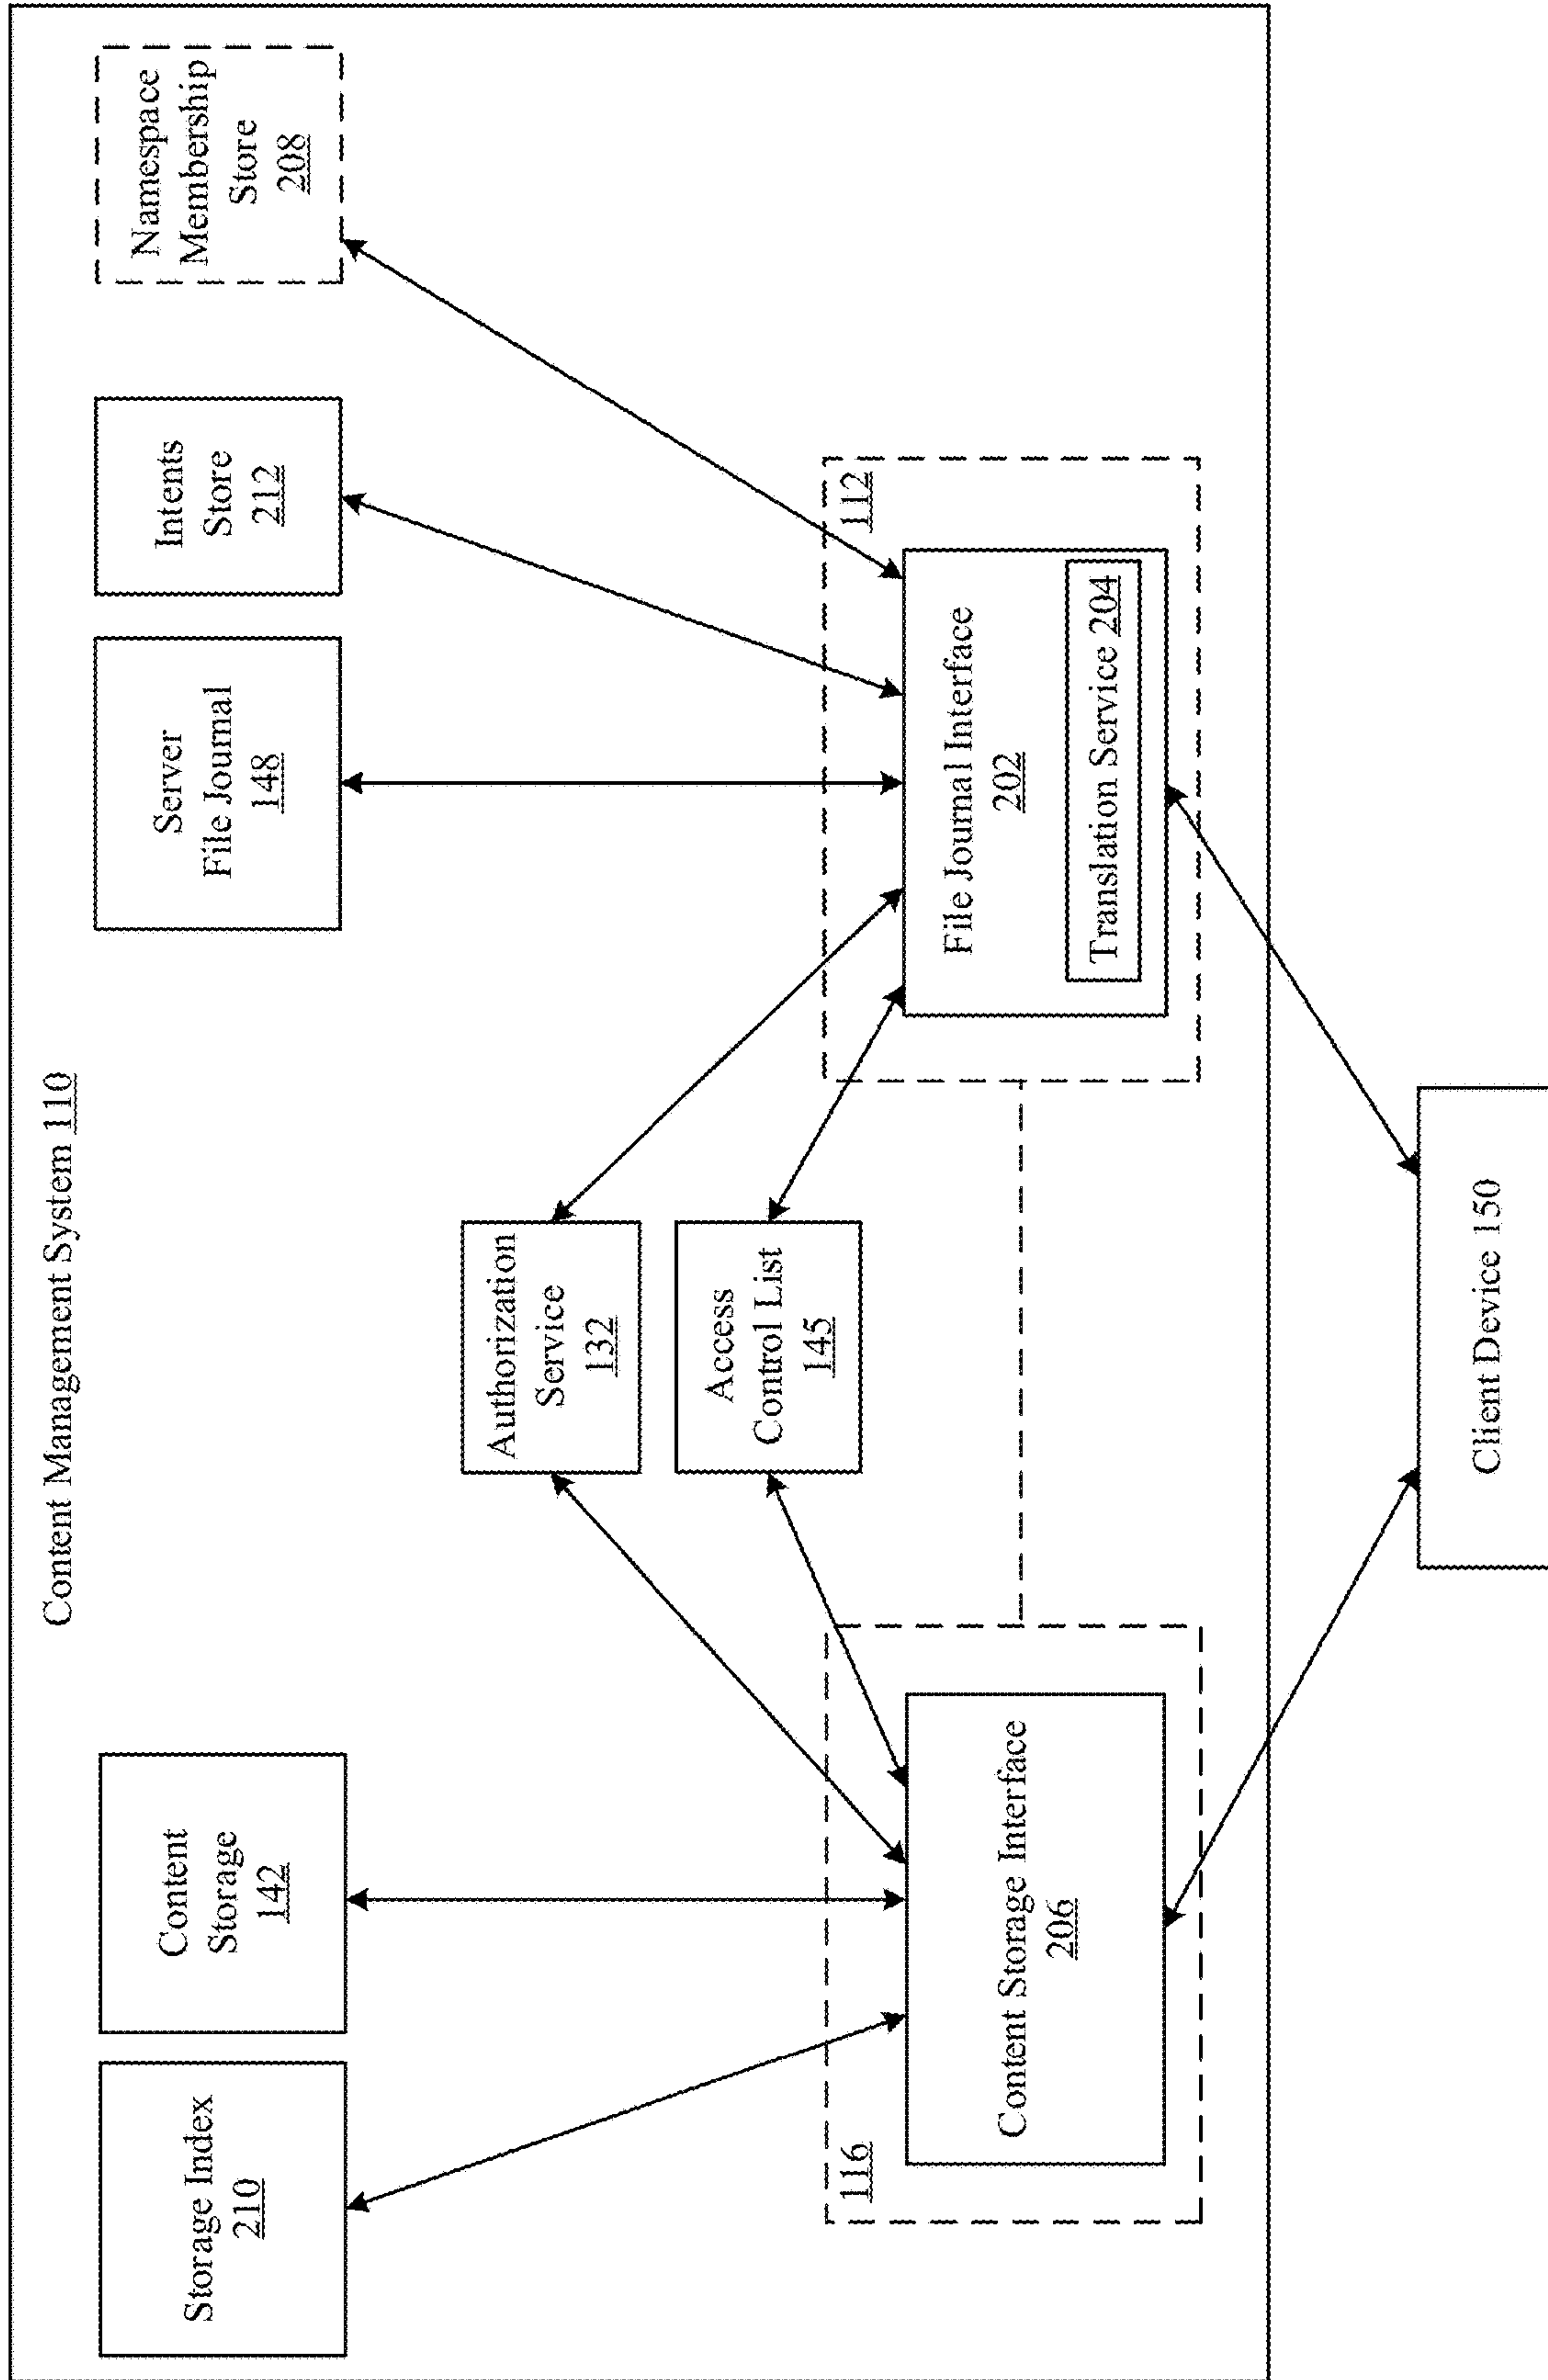 Content Management System 110
Storage Index
210
Content
Storage
142
Server
File Journal
148
Intents
Store
212
Namespace
Membership
Store
208
Authorization
Service
132
Access
Control List
145
116
Content Storage Interface
206
112
File Journal Interface
202
Translation Service 204
Client Device 150